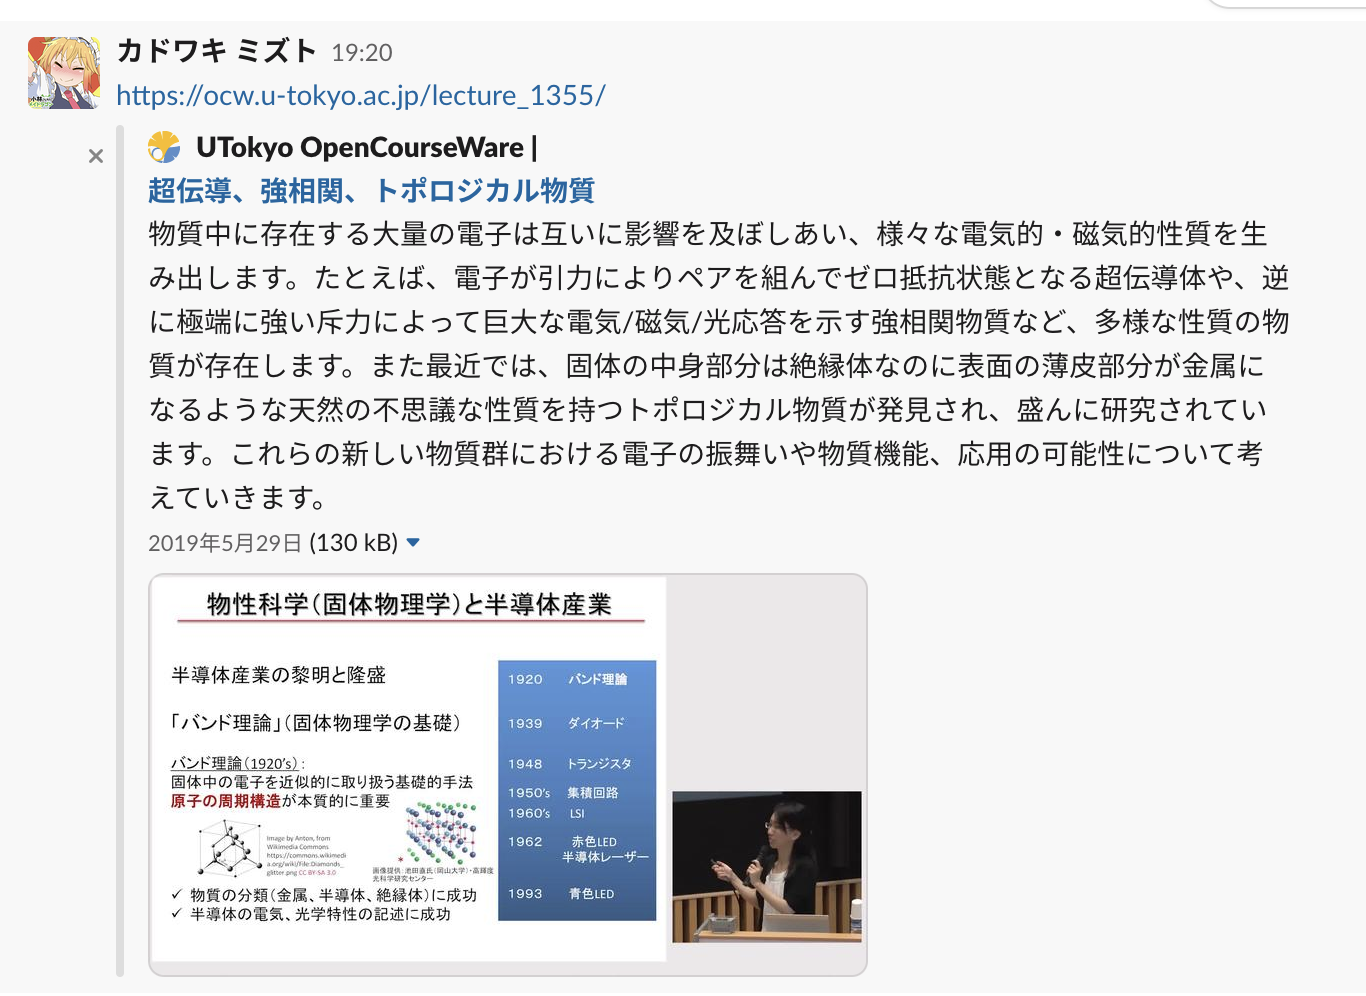 カドワキ ミズト 19:20
https://ocw.u-tokyo.ac.jp/lecture_1355/
UTokyo OpenCourseWare |
超伝導、強相関、トポロジカル物質
物質中に存在する大量の電子は互いに影響を及ぼしあい、様々な電気的・磁気的性質を生
み出します。たとえば、電子が引力によりペアを組んでゼロ抵抗状態となる超伝導体や、逆
に極端に強い斥力によって巨大な電気/磁気/光応答を示す強相関物質など、多様な性質の物
質が存在します。また最近では、固体の中身部分は絶縁体なのに表面の薄皮部分が金属に
なるような天然の不思議な性質を持つトポロジカル物質が発見され、盛んに研究されてい
ます。これらの新しい物質群における電子の振舞いや物質機能、応用の可能性について考
えていきます。
2019年5月29日 (130 kB)
物性科学(固体物理学)と半導体産業
半導体産業の黎明と隆盛
「バンド理論」(固体物理学の基礎)
バンド理論(1920's):
固体中の電子を近似的に取り扱う基礎的手法
原子の周期構造が本質的に重要
Image by Anton, from
Wikimedia Commons
https://commons.wikimedi
a.org/wiki/File:Diamonds_
glitter.png CC BY-SA 3.0
*
画像提供: 池田直氏(岡山大学)・高輝度
光科学研究センター
✓ 物質の分類(金属、半導体、絶縁体)に成功
✓ 半導体の電気、光学特性の記述に成功
1920 バンド理論
1939 ダイオード
1948 トランジスタ
1950's 集積回路
1960's LSI
1962 赤色LED
半導体レーザー
1993 青色LED